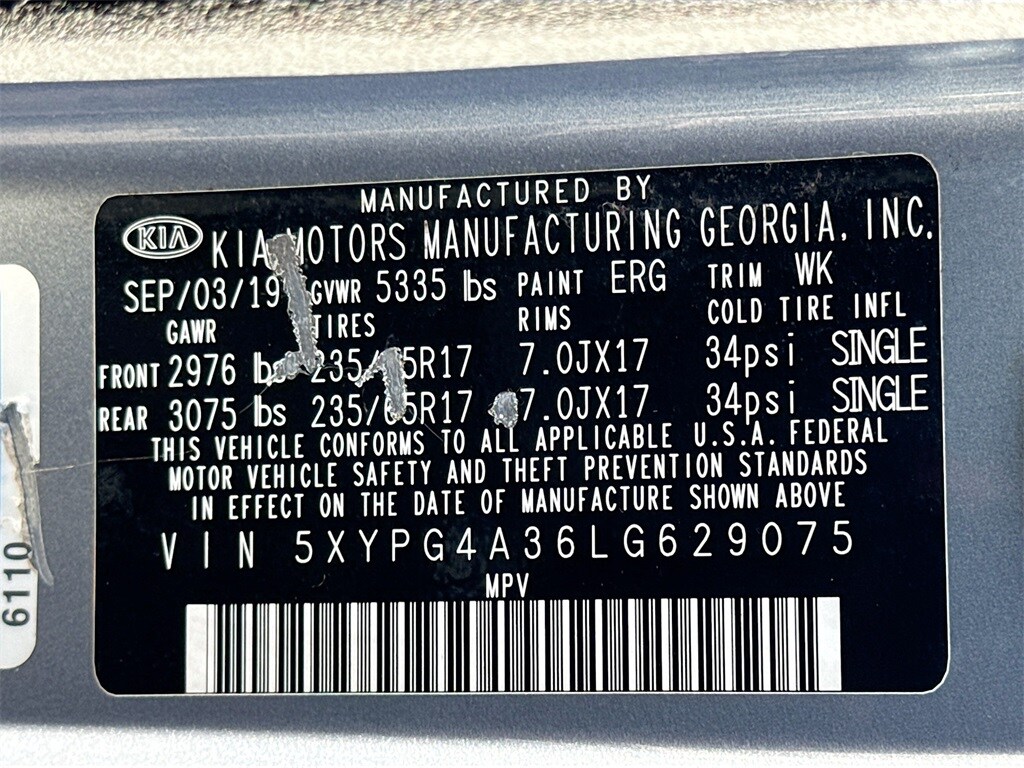 MANUFACTURED BY
KIA KIA MOTORS MANUFACTURING GEORGIA, INC.
SEP/03/19 GVWR 5335 lbs PAINT ERG TRIM WK
GAWR TIRES RIMS COLD TIRE INFL
FRONT 2976 lbs 235/65R17 7.0JX17 34psi SINGLE
REAR 3075 lbs 235/65R17 7.0JX17 34psi SINGLE
THIS VEHICLE CONFORMS TO ALL APPLICABLE U.S.A. FEDERAL
MOTOR VEHICLE SAFETY AND THEFT PREVENTION STANDARDS
IN EFFECT ON THE DATE OF MANUFACTURE SHOWN ABOVE
VIN 5XYPG4A36LG629075
MPV
6110